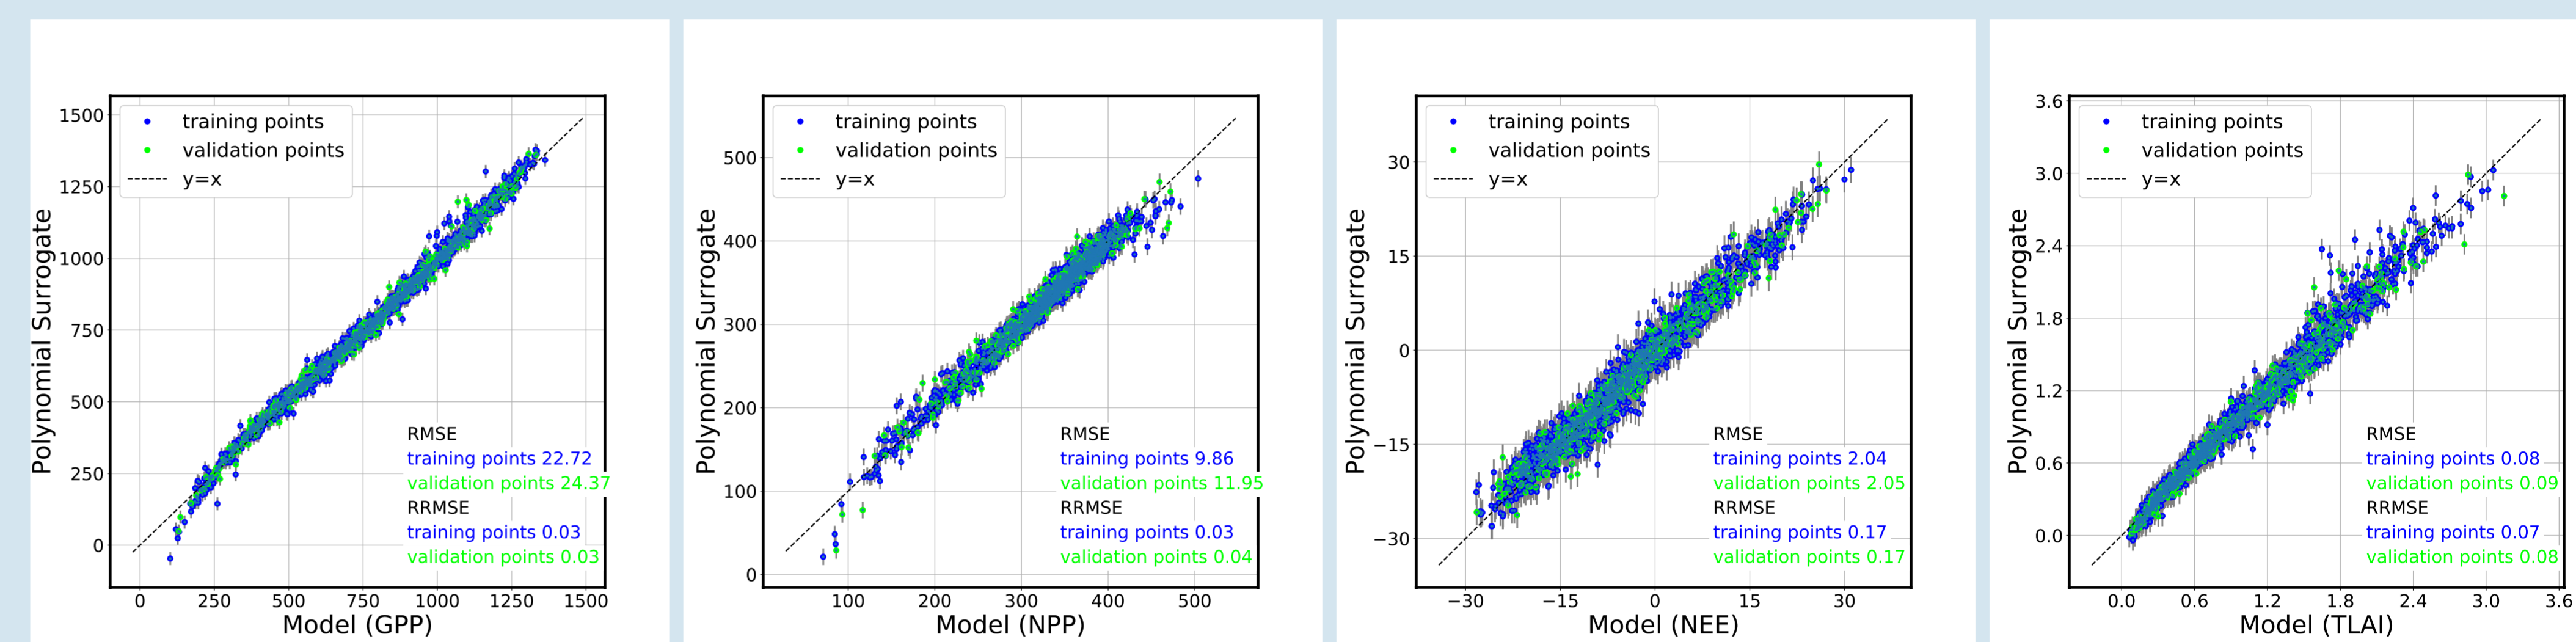 training points
validation points
y=x
1500
1250
1000
750
500
250
0
Polynomial Surrogate
RMSE
training points 22.72
validation points 24.37
RRMSE
training points 0.03
validation points 0.03
0 250 500 750 1000 1250 1500
Model (GPP)
training points
validation points
y=x
500
400
300
200
100
0
Polynomial Surrogate
RMSE
training points 9.86
validation points 11.95
RRMSE
training points 0.03
validation points 0.04
100 200 300 400 500
Model (NPP)
training points
validation points
y=x
30
15
0
−15
−30
Polynomial Surrogate
RMSE
training points 2.04
validation points 2.05
RRMSE
training points 0.17
validation points 0.17
−30 −15 0 15 30
Model (NEE)
training points
validation points
y=x
3.6
3.0
2.4
1.8
1.2
0.6
0.0
Polynomial Surrogate
RMSE
training points 0.08
validation points 0.09
RRMSE
training points 0.07
validation points 0.08
0.0 0.6 1.2 1.8 2.4 3.0 3.6
Model (TLAI)